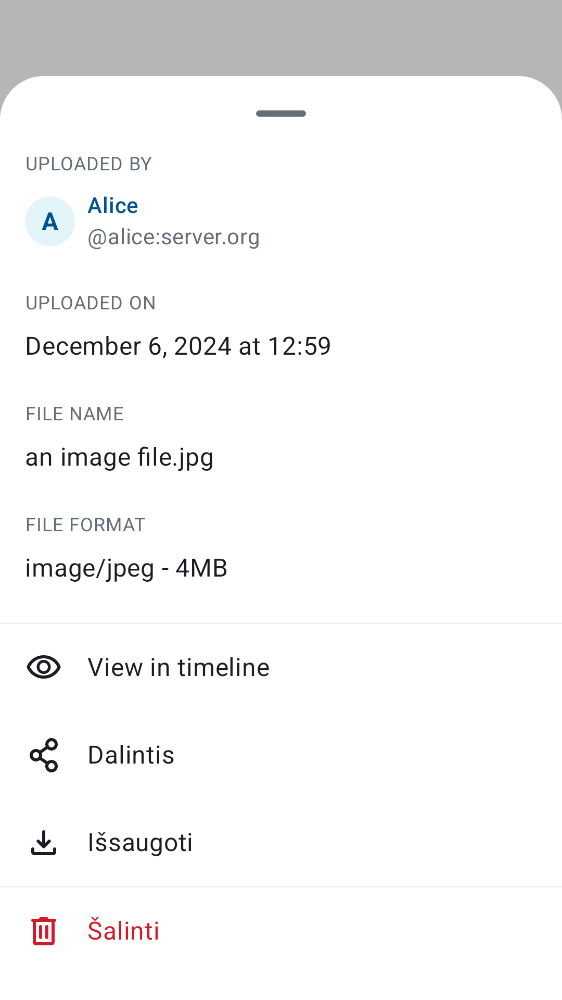 UPLOADED BY
A
Alice
@alice:server.org
UPLOADED ON
December 6, 2024 at 12:59
FILE NAME
an image file.jpg
FILE FORMAT
image/jpeg - 4MB
View in timeline
Dalintis
Išsaugoti
Šalinti